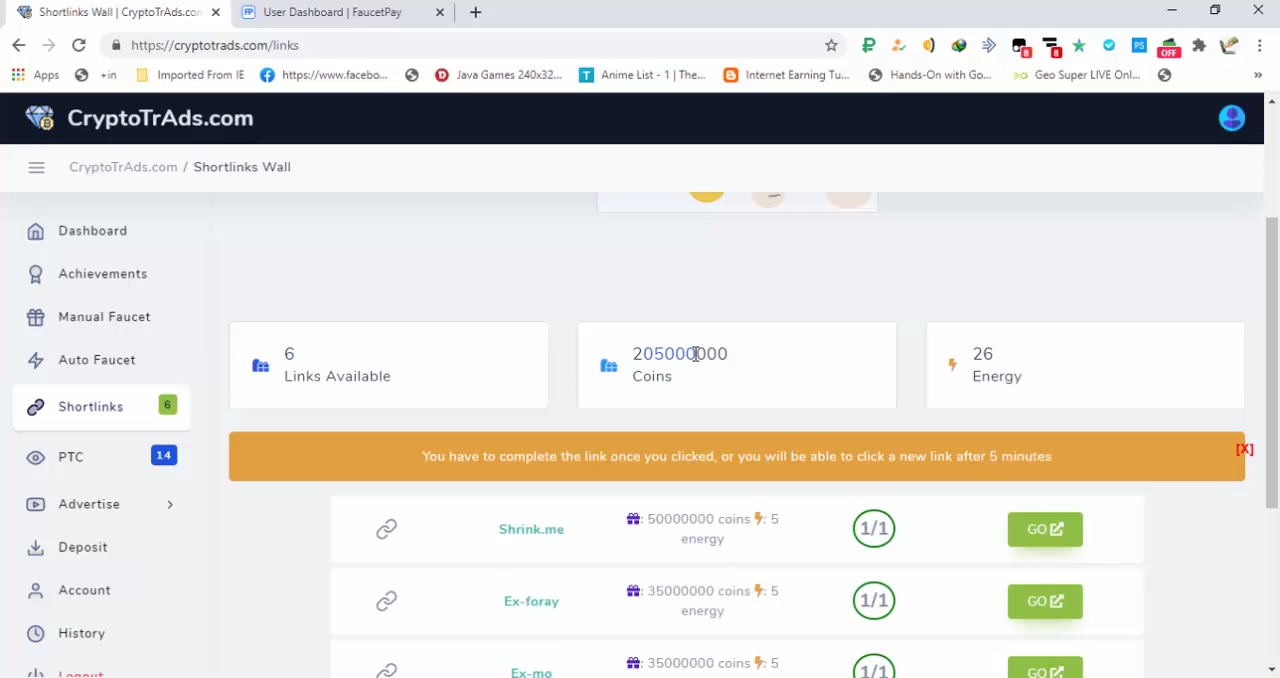 Shortlinks Wall | CryptoTrAds.com
User Dashboard | FaucetPay
https://cryptotrads.com/links
8
8
PS
OFF
Apps
+in
Imported From IE
https://www.facebo...
Java Games 240x32...
Anime List - 1 | The...
Internet Earning Tu...
Hands-On with Go...
Geo Super LIVE Onl...
CryptoTrAds.com
CryptoTrAds.com / Shortlinks Wall
Dashboard
Achievements
Manual Faucet
Auto Faucet
Shortlinks 6
PTC 14
Advertise
Deposit
Account
History
Logout
6
Links Available
205000000
Coins
26
Energy
You have to complete the link once you clicked, or you will be able to click a new link after 5 minutes
[X]
Shrink.me
: 50000000 coins : 5
energy
1/1
GO
Ex-foray
: 35000000 coins : 5
energy
1/1
GO
Ex-mo
: 35000000 coins : 5
1/1
GO